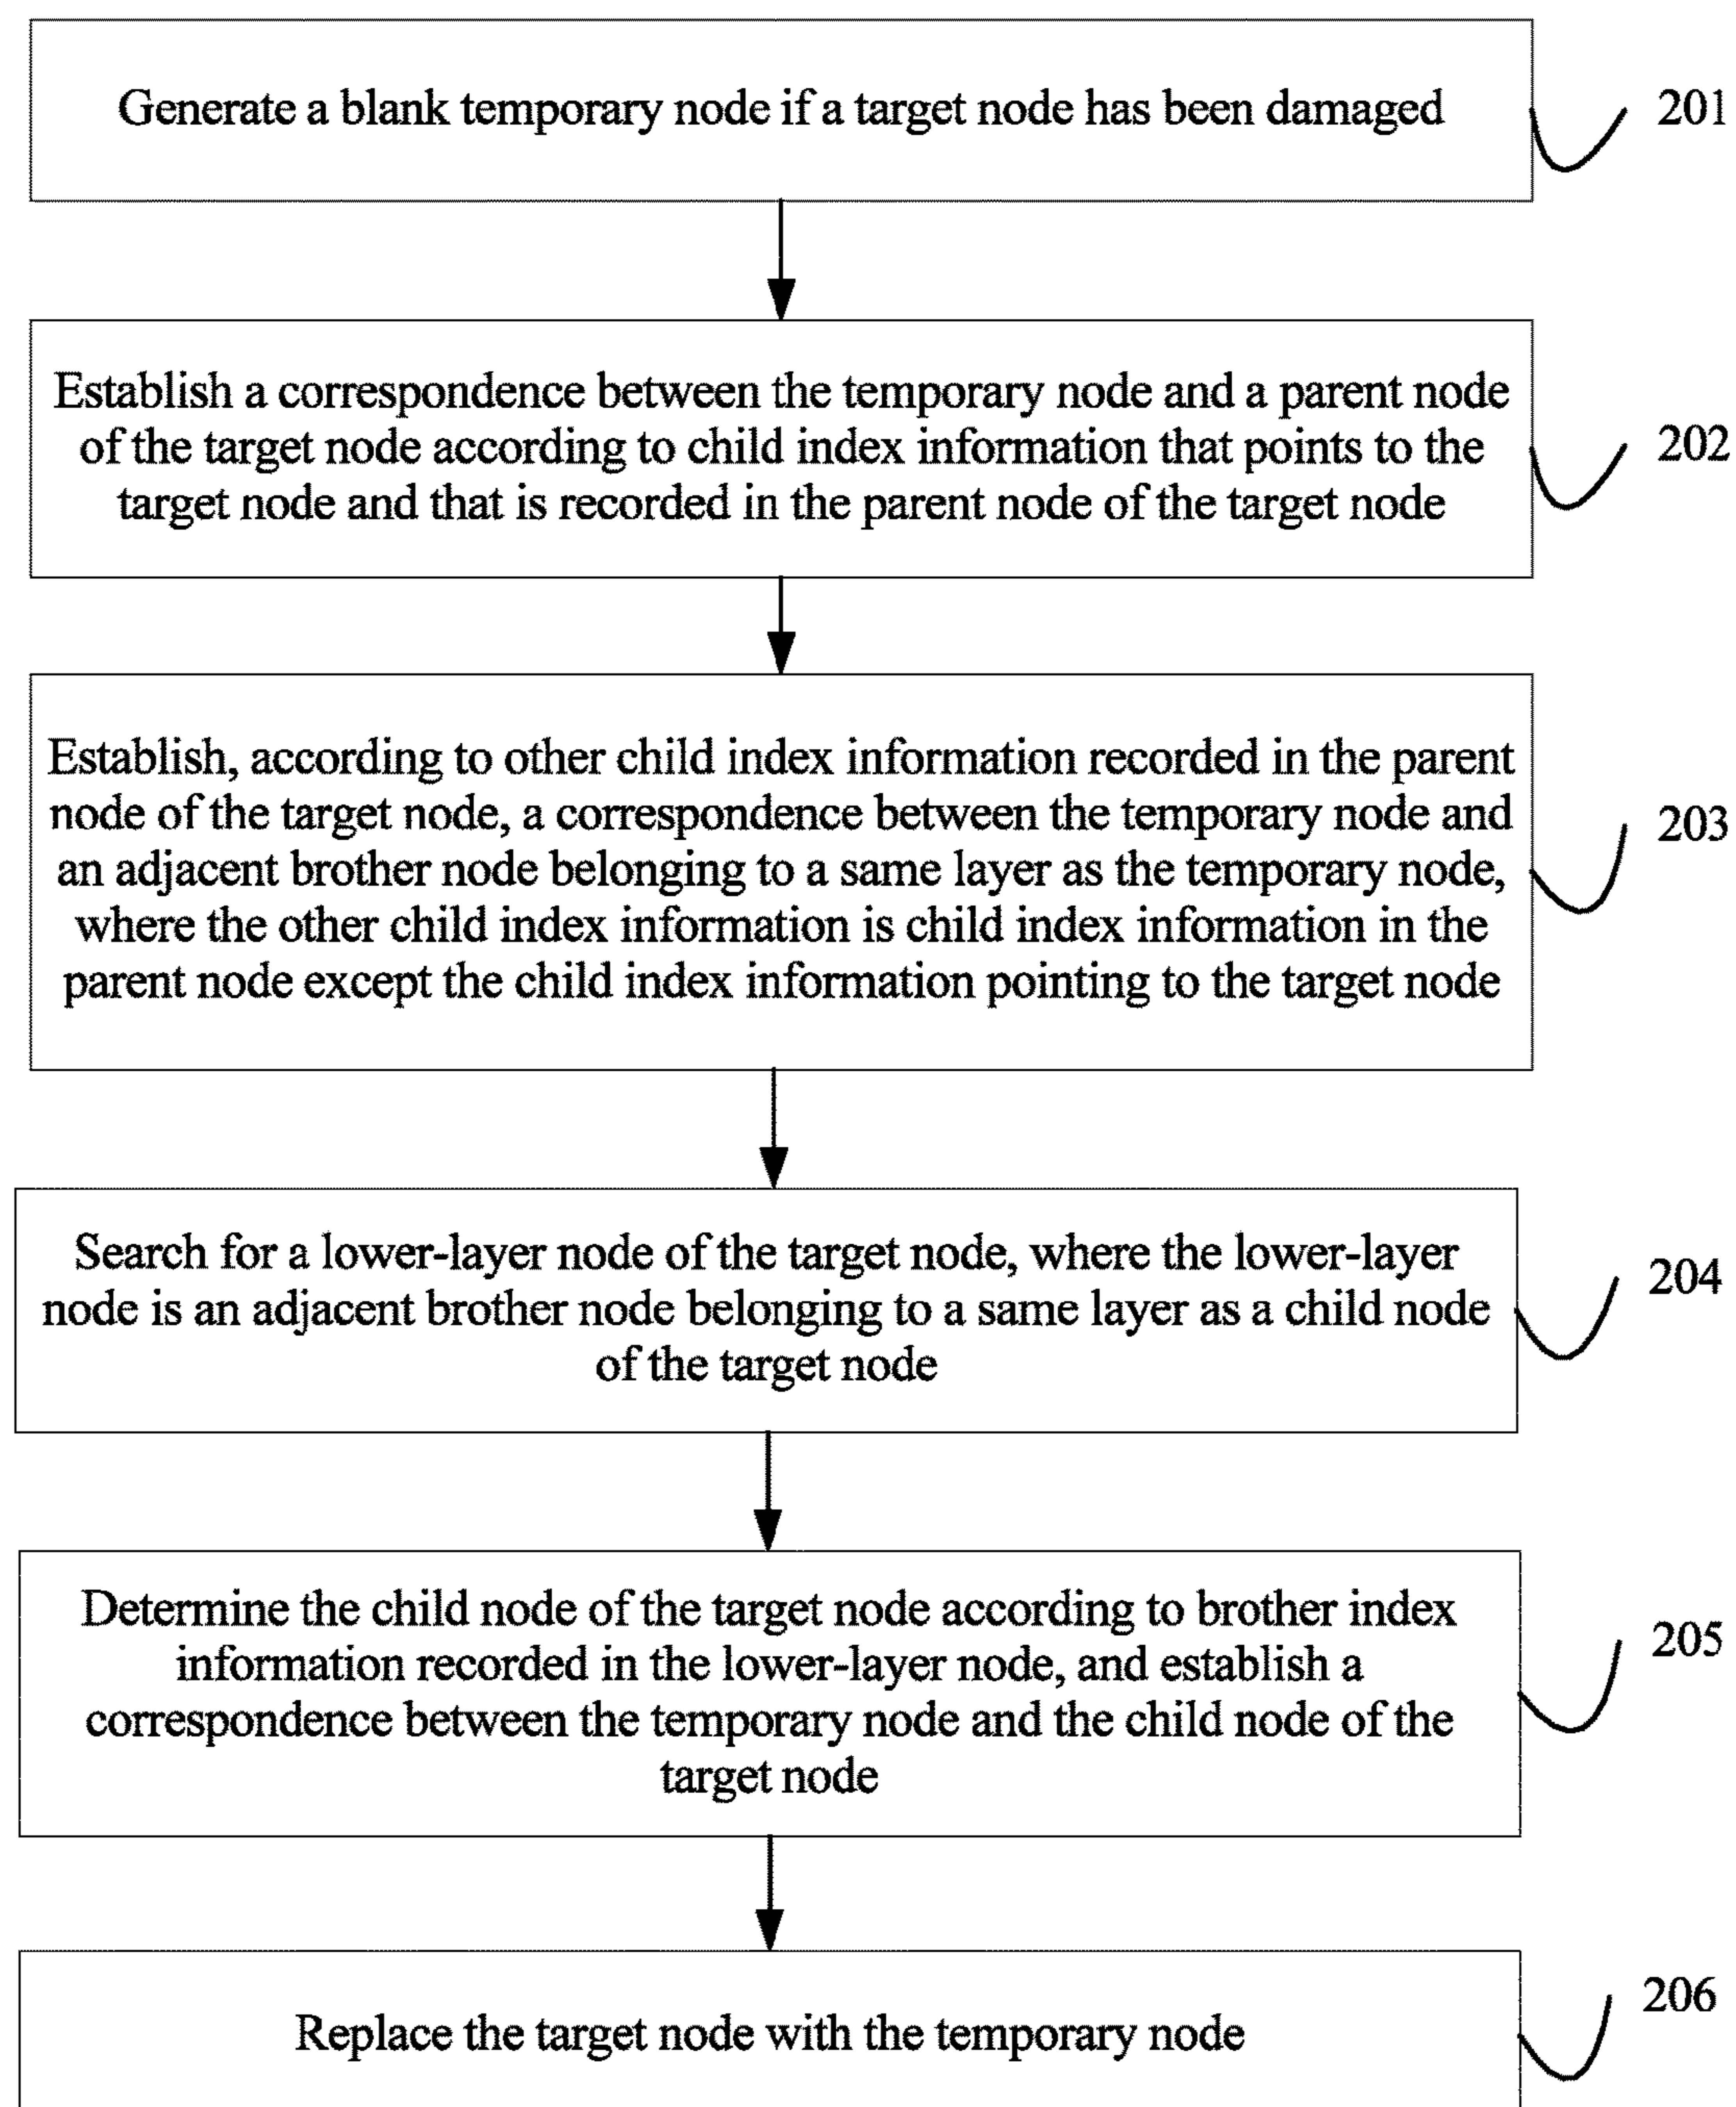 Generate a blank temporary node if a target node has been damaged
201
Establish a correspondence between the temporary node and a parent node
of the target node according to child index information that points to the
target node and that is recorded in the parent node of the target node
202
Establish, according to other child index information recorded in the parent
node of the target node, a correspondence between the temporary node and
an adjacent brother node belonging to a same layer as the temporary node,
where the other child index information is child index information in the
parent node except the child index information pointing to the target node
203
Search for a lower-layer node of the target node, where the lower-layer
node is an adjacent brother node belonging to a same layer as a child node
of the target node
204
Determine the child node of the target node according to brother index
information recorded in the lower-layer node, and establish a
correspondence between the temporary node and the child node of the
target node
205
Replace the target node with the temporary node
206